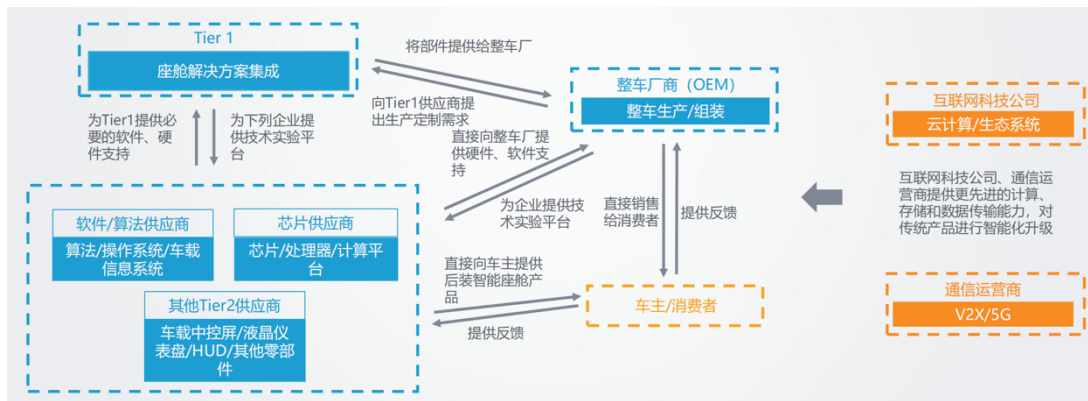 Tier 1
座舱解决方案集成
将部件提供给整车厂
向Tier1供应商提
出生产定制需求
整车厂商（OEM）
整车生产/组装
互联网科技公司
云计算/生态系统
为Tier1提供必
要的软件、硬
件支持
为下列企业提
供技术实验平
台
直接向整车厂提
供硬件、软件支
持
为企业提供技
术实验平台
直接销售
给消费者
提供反馈
互联网科技公司、通信运
营商提供更先进的计算、
存储和数据传输能力，对
传统产品进行智能化升级
软件/算法供应商
算法/操作系统/车载
信息系统
芯片供应商
芯片/处理器/计算平
台
其他Tier2供应商
车载中控屏/液晶仪
表盘/HUD/其他零部
件
直接向车主提供
后装智能座舱产
品
提供反馈
车主/消费者
通信运营商
V2X/5G